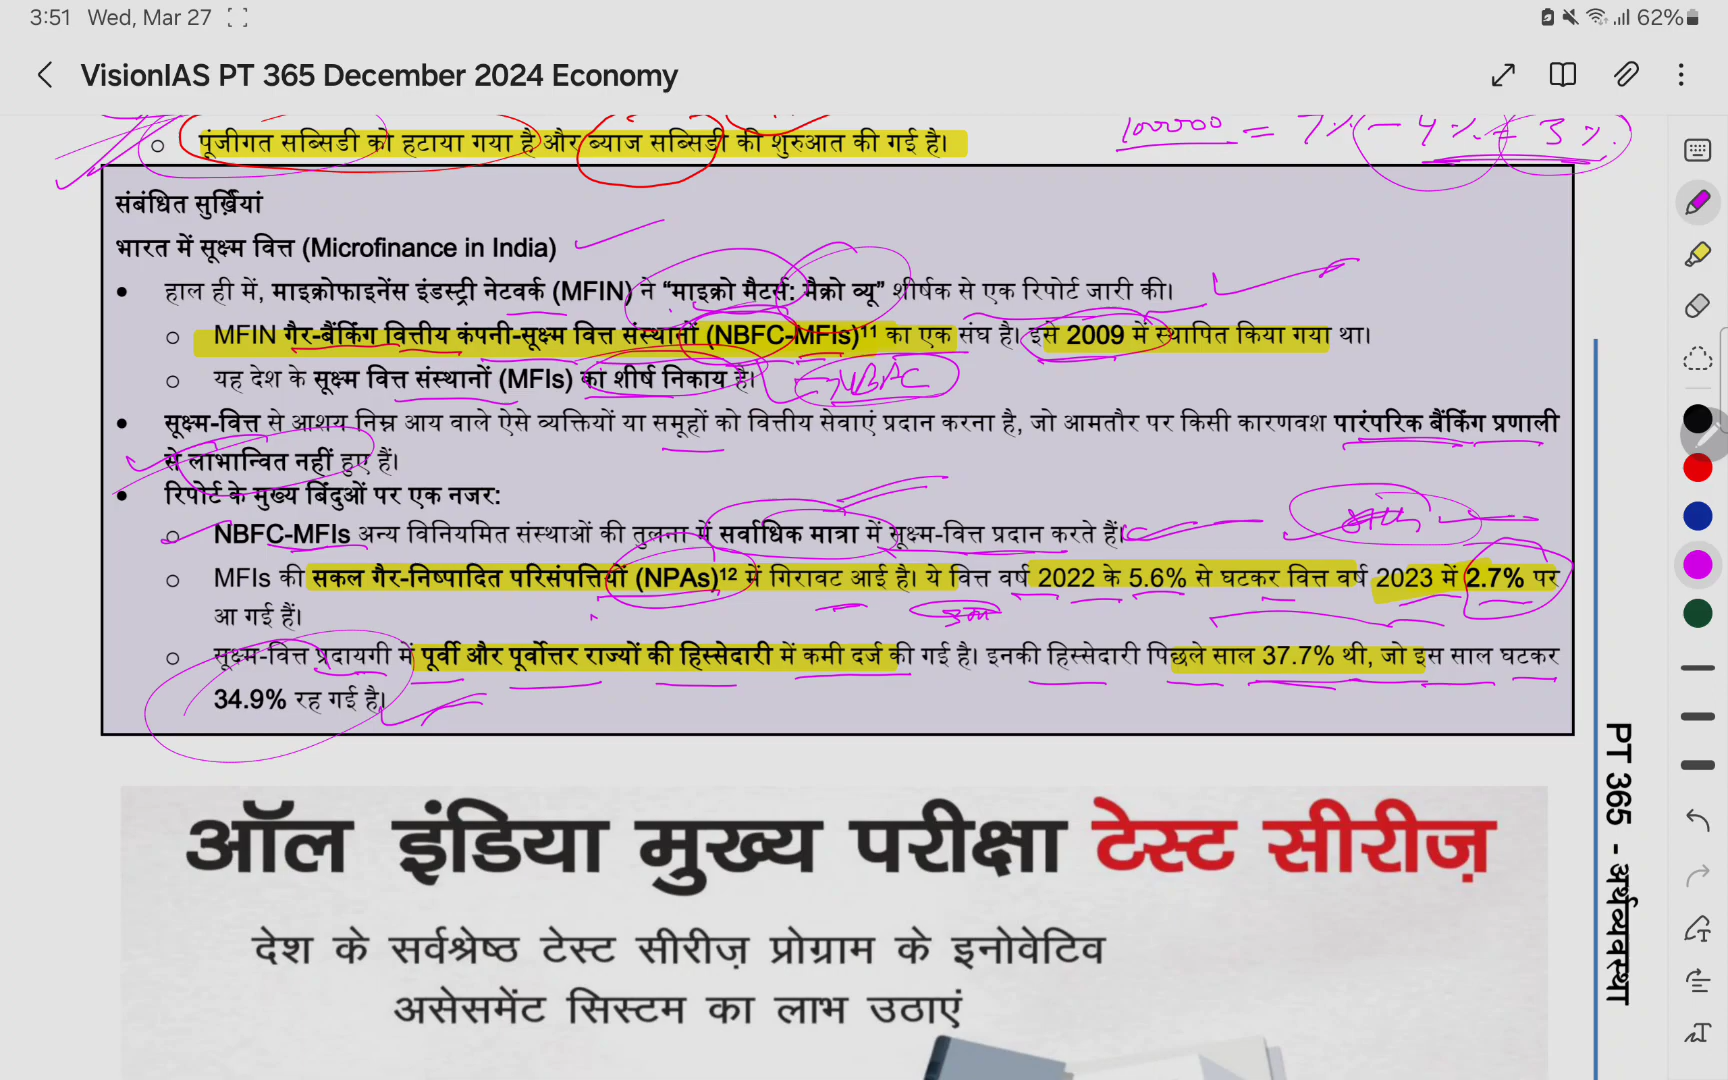 3:51 Wed, Mar 27
62%
VisionIAS PT 365 December 2024 Economy
पूंजीगत सब्सिडी को हटाया गया है और ब्याज सब्सिडी की शुरुआत की गई है।
100000 = 7% - 4% = 3%
संबंधित सुर्ख़ियां
भारत में सूक्ष्म वित्त (Microfinance in India)
• हाल ही में, माइक्रोफाइनेंस इंडस्ट्री नेटवर्क (MFIN) ने “माइक्रो मैटर्स: मैक्रो व्यू” शीर्षक से एक रिपोर्ट जारी की।
○ MFIN गैर-बैंकिंग वित्तीय कंपनी-सूक्ष्म वित्त संस्थानों (NBFC-MFIs)¹¹ का एक संघ है। इसे 2009 में स्थापित किया गया था।
○ यह देश के सूक्ष्म वित्त संस्थानों (MFIs) का शीर्ष निकाय है। NBFC
• सूक्ष्म-वित्त से आशय निम्न आय वाले ऐसे व्यक्तियों या समूहों को वित्तीय सेवाएं प्रदान करना है, जो आमतौर पर किसी कारणवश पारंपरिक बैंकिंग प्रणाली
से लाभान्वित नहीं हुए हैं।
• रिपोर्ट के मुख्य बिंदुओं पर एक नजर:
○ NBFC-MFIs अन्य विनियमित संस्थाओं की तुलना में सर्वाधिक मात्रा में सूक्ष्म-वित्त प्रदान करते हैं।
○ MFIs की सकल गैर-निष्पादित परिसंपत्तियों (NPAs)¹² में गिरावट आई है। ये वित्त वर्ष 2022 के 5.6% से घटकर वित्त वर्ष 2023 में 2.7% पर
आ गई हैं।
○ सूक्ष्म-वित्त प्रदायगी में पूर्वी और पूर्वोत्तर राज्यों की हिस्सेदारी में कमी दर्ज की गई है। इनकी हिस्सेदारी पिछले साल 37.7% थी, जो इस साल घटकर
34.9% रह गई है।
PT 365 - अर्थव्यवस्था
ऑल इंडिया मुख्य परीक्षा टेस्ट सीरीज़
देश के सर्वश्रेष्ठ टेस्ट सीरीज़ प्रोग्राम के इनोवेटिव
असेसमेंट सिस्टम का लाभ उठाएं